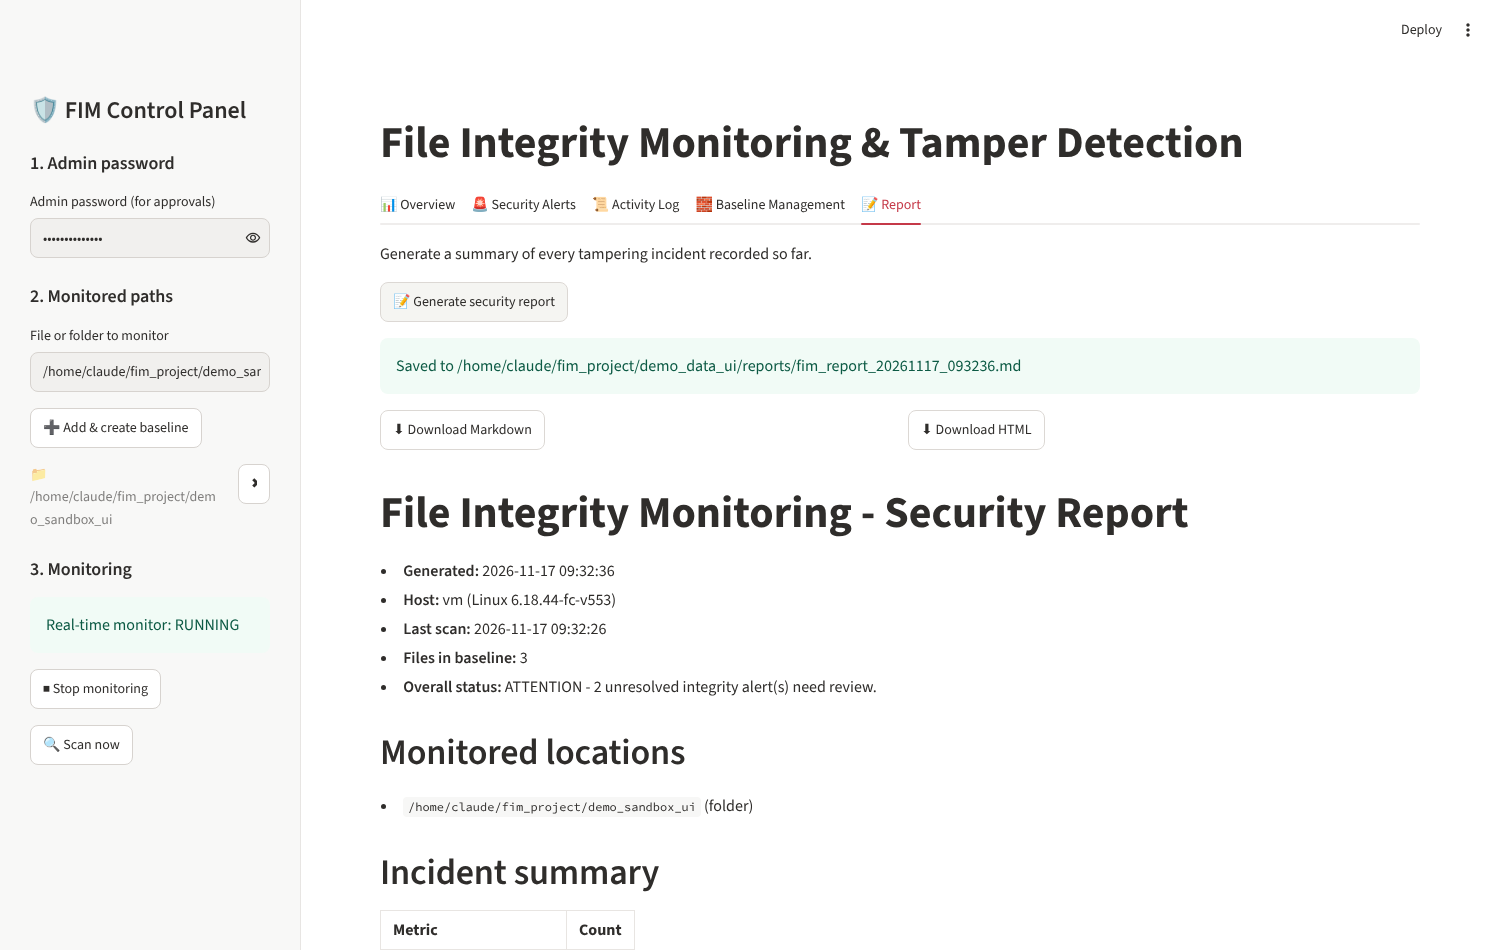 Deploy
🛡️ FIM Control Panel
1. Admin password
Admin password (for approvals)
••••••••••••••
2. Monitored paths
File or folder to monitor
/home/claude/fim_project/demo_sar
➕ Add & create baseline
📁
/home/claude/fim_project/dem
o_sandbox_ui
3. Monitoring
Real-time monitor: RUNNING
⏹ Stop monitoring
🔍 Scan now
File Integrity Monitoring & Tamper Detection
📊 Overview
🚨 Security Alerts
📜 Activity Log
🧱 Baseline Management
📝 Report
Generate a summary of every tampering incident recorded so far.
📝 Generate security report
Saved to /home/claude/fim_project/demo_data_ui/reports/fim_report_20261117_093236.md
⬇ Download Markdown
⬇ Download HTML
File Integrity Monitoring - Security Report
• Generated: 2026-11-17 09:32:36
• Host: vm (Linux 6.18.44-fc-v553)
• Last scan: 2026-11-17 09:32:26
• Files in baseline: 3
• Overall status: ATTENTION - 2 unresolved integrity alert(s) need review.
Monitored locations
• /home/claude/fim_project/demo_sandbox_ui (folder)
Incident summary
Metric Count